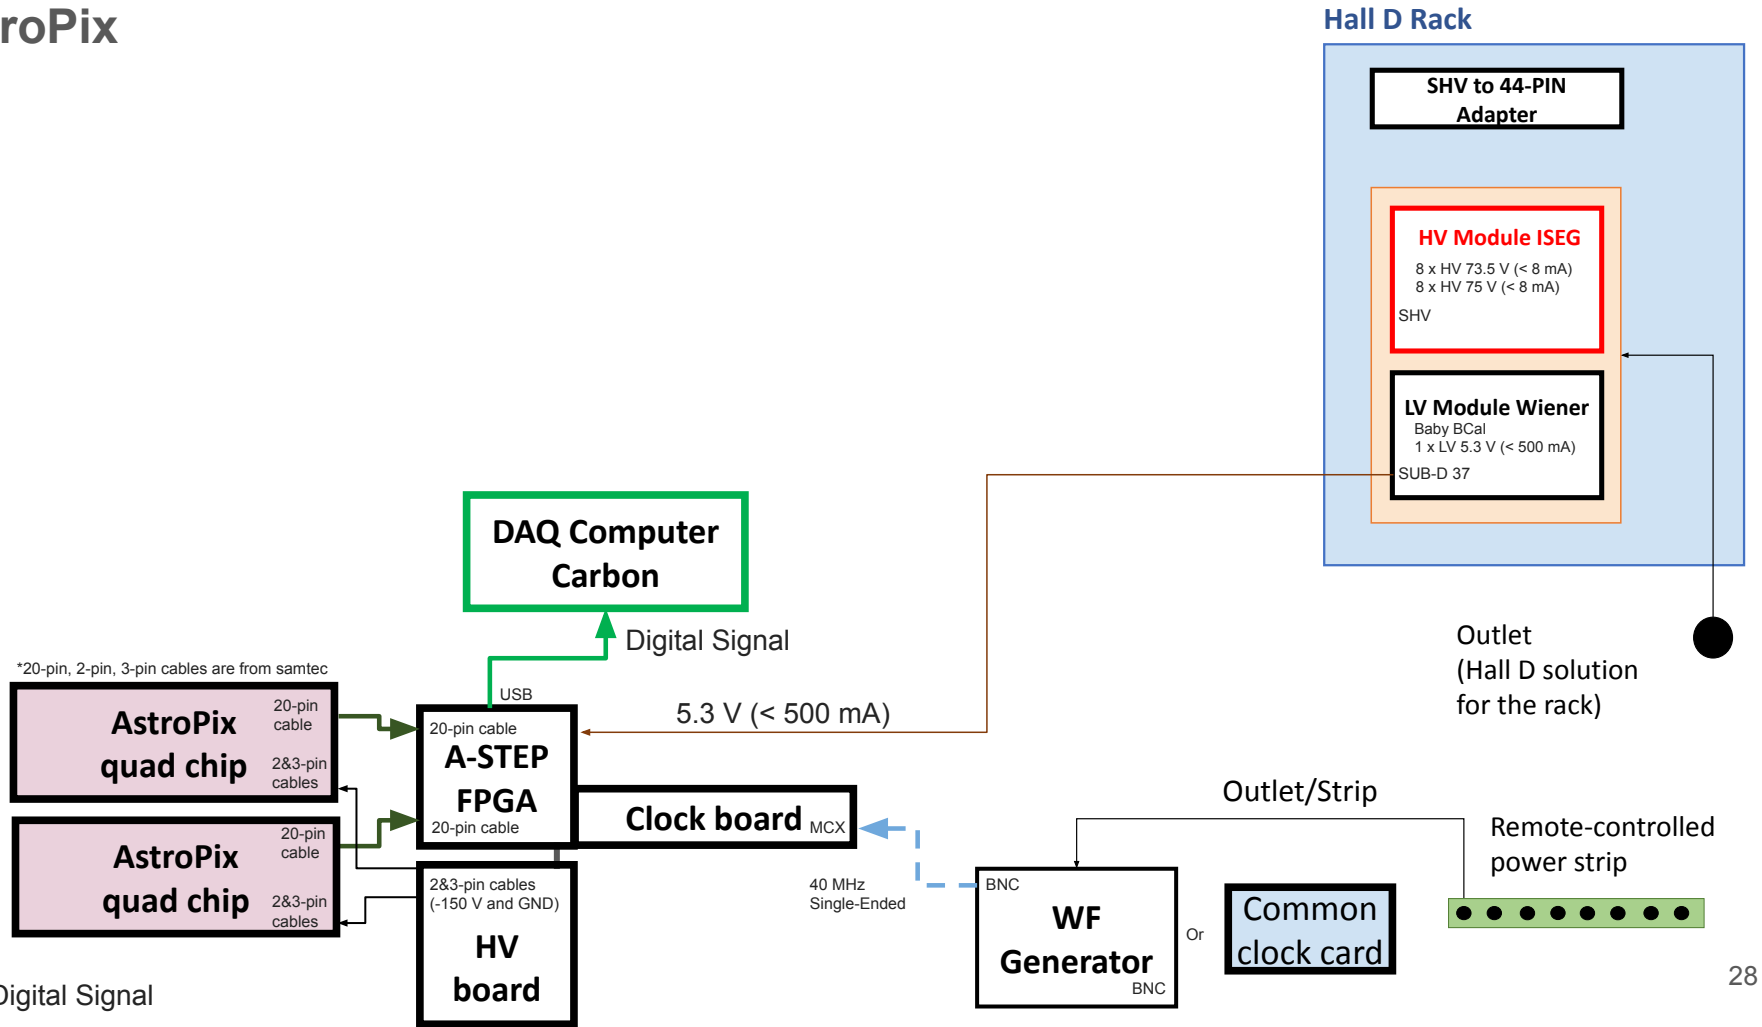 roPix
Hall D Rack
SHV to 44-PIN
Adapter
HV Module ISEG
8 x HV 73.5 V (< 8 mA)
8 x HV 75 V (< 8 mA)
SHV
LV Module Wiener
Baby BCal
1 x LV 5.3 V (< 500 mA)
SUB-D 37
DAQ Computer
Carbon
Digital Signal
Outlet
(Hall D solution
for the rack)
*20-pin, 2-pin, 3-pin cables are from samtec
AstroPix
quad chip
20-pin
cable
2&3-pin
cables
USB
20-pin cable
A-STEP
FPGA
20-pin cable
5.3 V (< 500 mA)
Clock board
MCX
AstroPix
quad chip
20-pin
cable
2&3-pin
cables
2&3-pin cables
(-150 V and GND)
HV
board
40 MHz
Single-Ended
Outlet/Strip
BNC
WF
Generator
BNC
Or
Common
clock card
Remote-controlled
power strip
Digital Signal
28